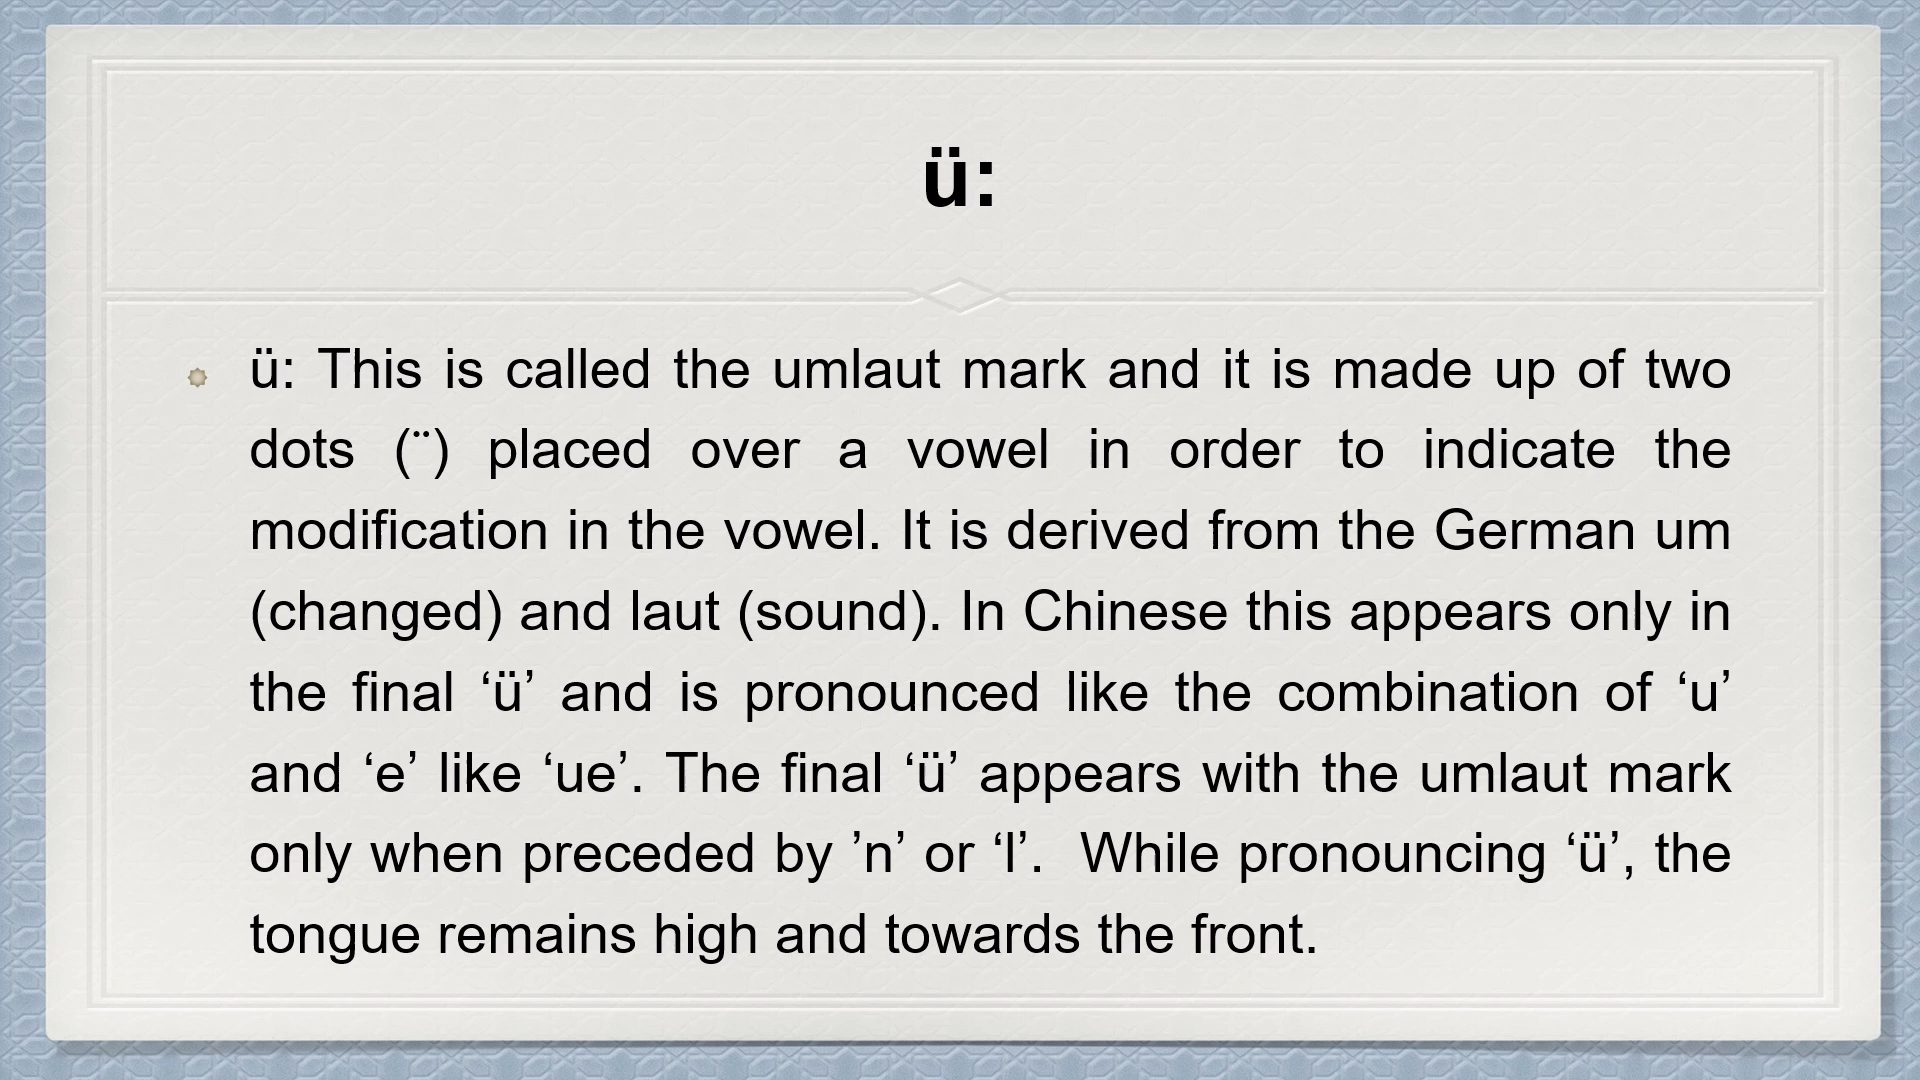 ü:
ü: This is called the umlaut mark and it is made up of two
dots (¨) placed over a vowel in order to indicate the
modification in the vowel. It is derived from the German um
(changed) and laut (sound). In Chinese this appears only in
the final ‘ü’ and is pronounced like the combination of ‘u’
and ‘e’ like ‘ue’. The final ‘ü’ appears with the umlaut mark
only when preceded by ’n’ or ‘l’.  While pronouncing ‘ü’, the
tongue remains high and towards the front.